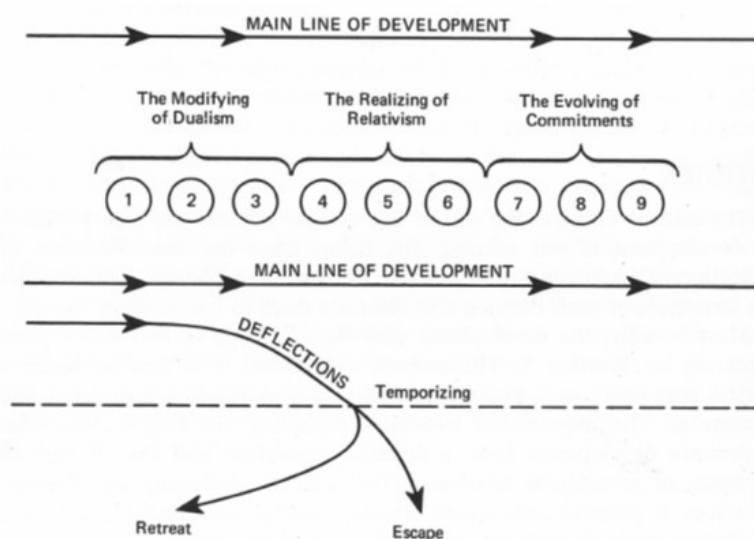 MAIN LINE OF DEVELOPMENT
The Modifying
of Dualism
The Realizing of
Relativism
The Evolving of
Commitments
1 2 3 4 5 6 7 8 9
MAIN LINE OF DEVELOPMENT
DEFLECTIONS
Temporizing
Retreat
Escape